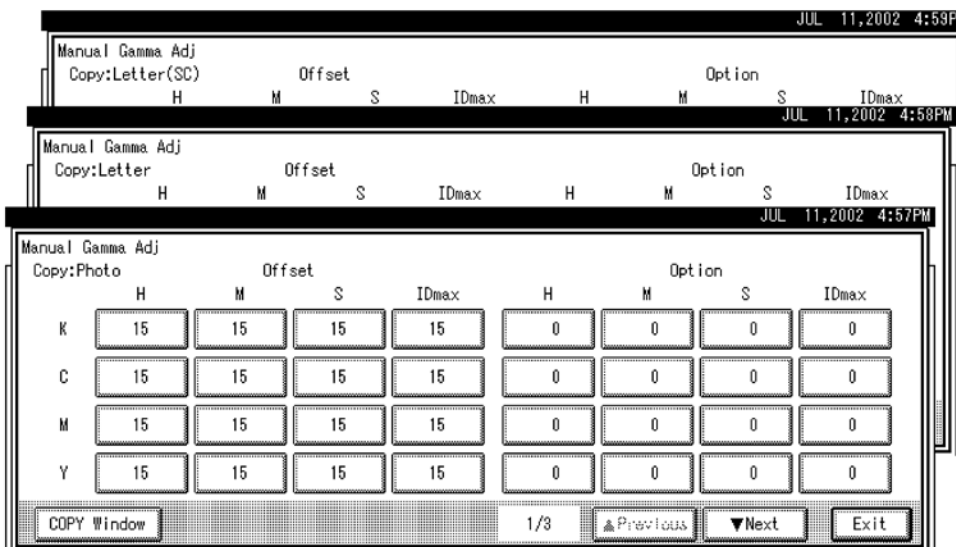 JUL 11,2002 4:59P
Manual Gamma Adj
Copy:Letter(SC) Offset Option
H M S IDmax H M S IDmax
JUL 11,2002 4:58PM
Manual Gamma Adj
Copy:Letter Offset Option
H M S IDmax H M S IDmax
JUL 11,2002 4:57PM
Manual Gamma Adj
Copy:Photo Offset Option
H M S IDmax H M S IDmax
K 15 15 15 15 0 0 0 0
C 15 15 15 15 0 0 0 0
M 15 15 15 15 0 0 0 0
Y 15 15 15 15 0 0 0 0
COPY Window 1/3 ▲Previous ▼Next Exit